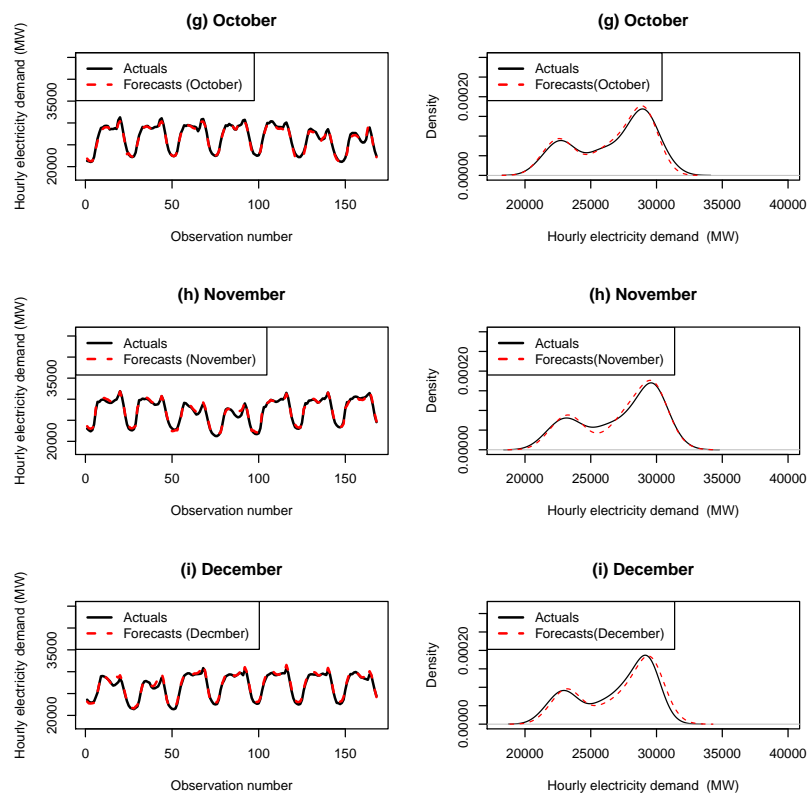 (g) October
Hourly electricity demand (MW)
35000
20000
Actuals
Forecasts (October)
0 50 100 150
Observation number
(g) October
Density
0.00020
0.00000
Actuals
Forecasts(October)
20000 25000 30000 35000 40000
Hourly electricity demand (MW)
(h) November
Hourly electricity demand (MW)
35000
20000
Actuals
Forecasts (November)
0 50 100 150
Observation number
(h) November
Density
0.00020
0.00000
Actuals
Forecasts(November)
20000 25000 30000 35000 40000
Hourly electricity demand (MW)
(i) December
Hourly electricity demand (MW)
35000
20000
Actuals
Forecasts (Decmber)
0 50 100 150
Observation number
(i) December
Density
0.00020
0.00000
Actuals
Forecasts(December)
20000 25000 30000 35000 40000
Hourly electricity demand (MW)